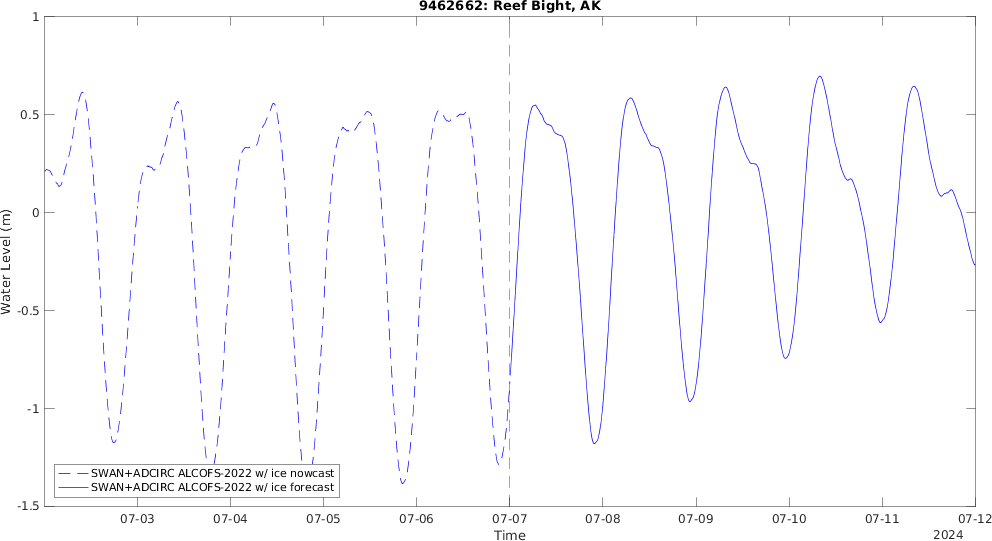 9462662: Reef Bight, AK
1
0.5
0
-0.5
-1
-1.5
Water Level (m)
SWAN+ADCIRC ALCOFS-2022 w/ ice nowcast
SWAN+ADCIRC ALCOFS-2022 w/ ice forecast
07-03 07-04 07-05 07-06 07-07 07-08 07-09 07-10 07-11 07-12
Time
2024